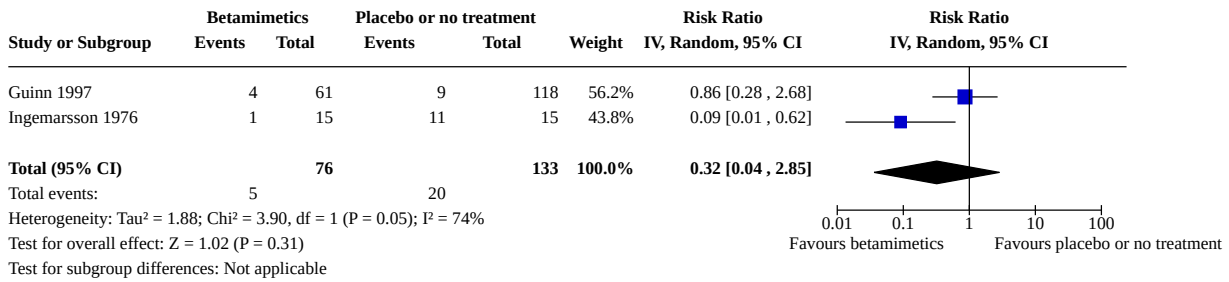 Betamimetics Placebo or no treatment Risk Ratio Risk Ratio
Study or Subgroup Events Total Events Total Weight IV, Random, 95% CI IV, Random, 95% CI
Guinn 1997 4 61 9 118 56.2% 0.86 [0.28 , 2.68]
Ingemarsson 1976 1 15 11 15 43.8% 0.09 [0.01 , 0.62]
Total (95% CI) 76 133 100.0% 0.32 [0.04 , 2.85]
Total events: 5 20
Heterogeneity: Tau² = 1.88; Chi² = 3.90, df = 1 (P = 0.05); I² = 74%
0.01 0.1 1 10 100
Test for overall effect: Z = 1.02 (P = 0.31)
Favours betamimetics Favours placebo or no treatment
Test for subgroup differences: Not applicable